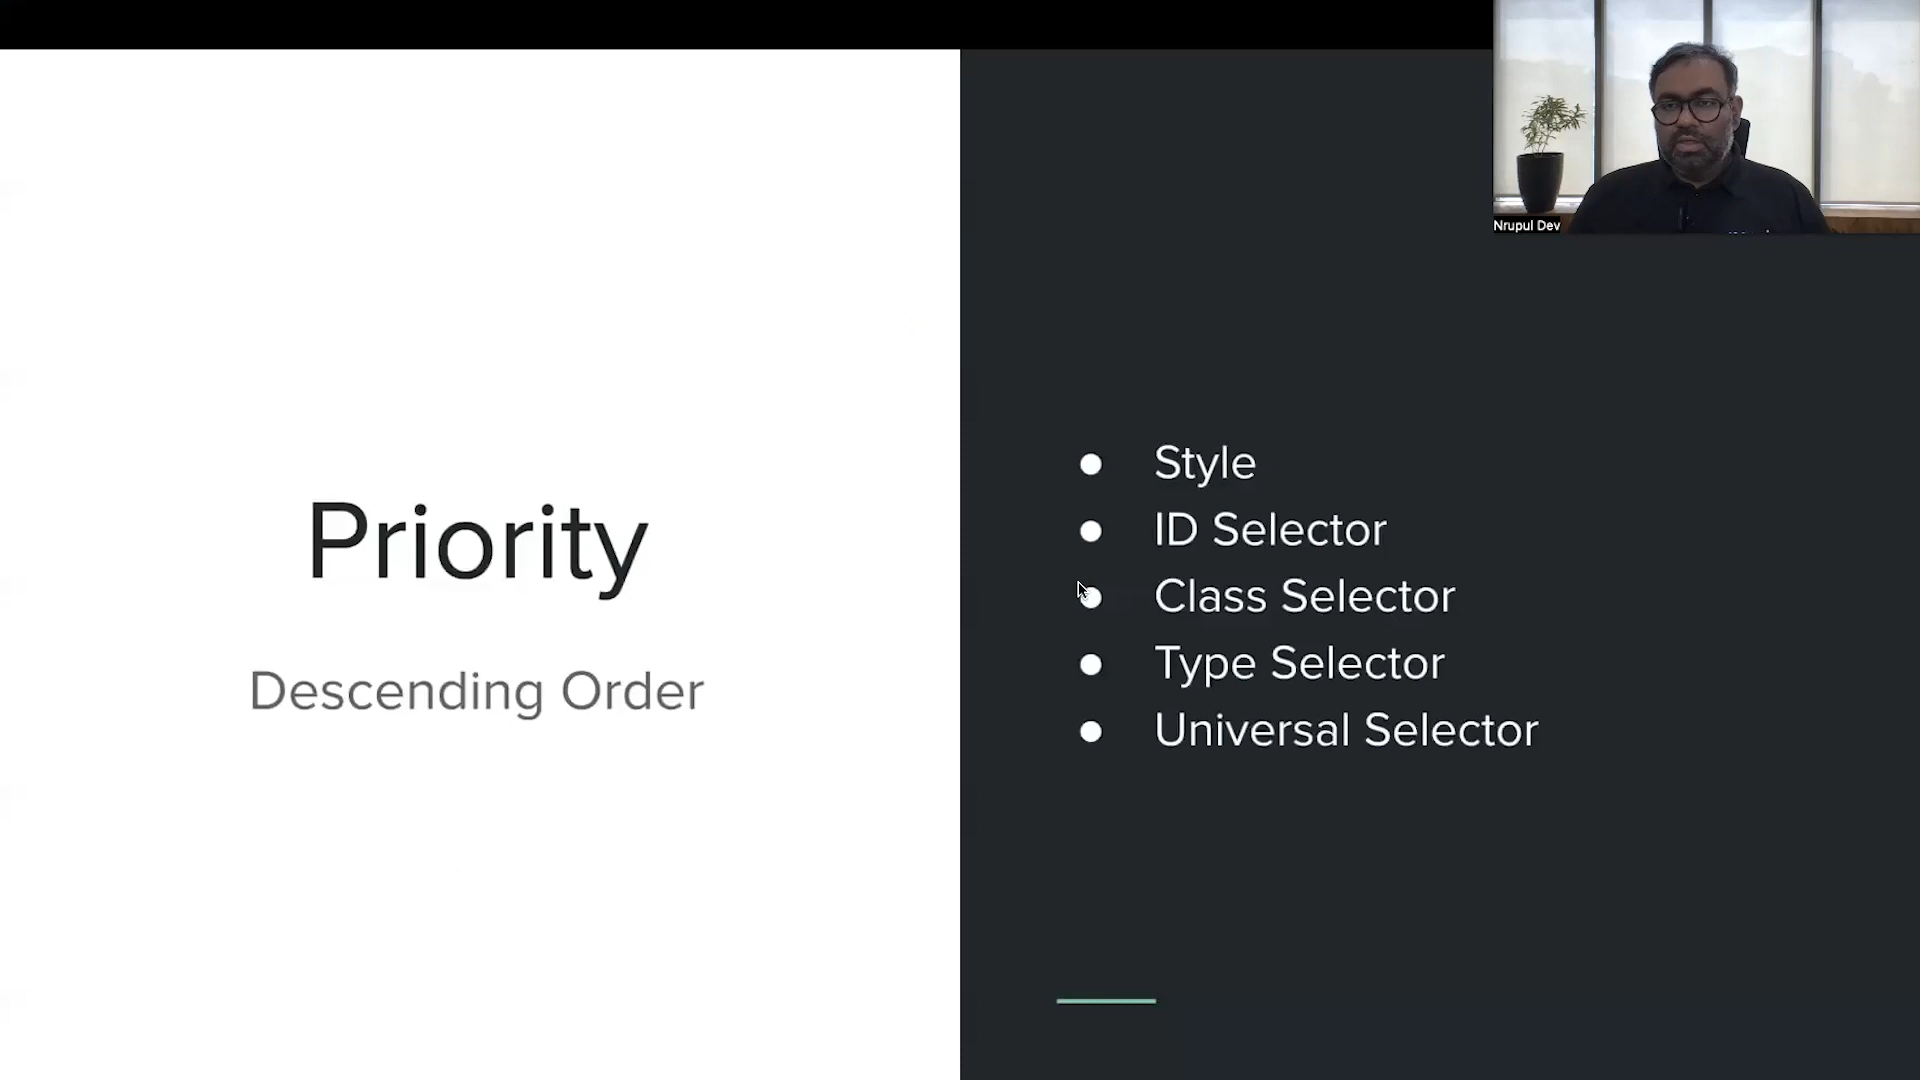 Nrupul Dev
Priority
Descending Order
Style
ID Selector
Class Selector
Type Selector
Universal Selector